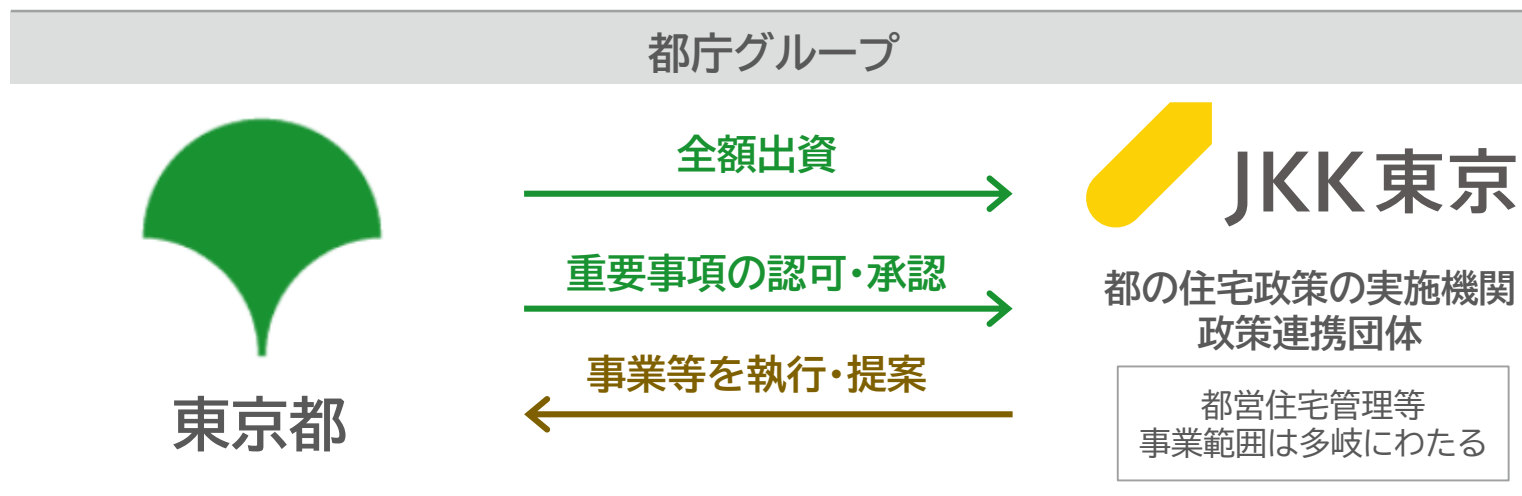 都庁グループ
全額出資
JKK東京
重要事項の認可・承認
都の住宅政策の実施機関
政策連携団体
事業等を執行・提案
東京都
都営住宅管理等
事業範囲は多岐にわたる